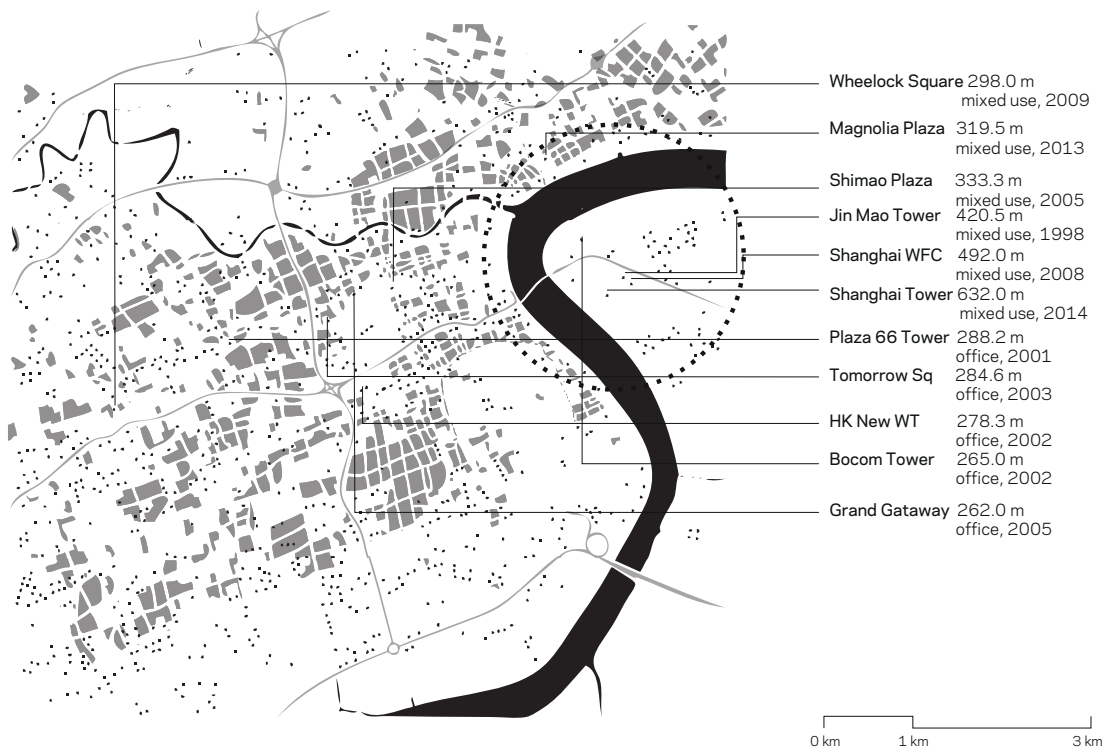 Wheelock Square 298.0 m
mixed use, 2009
Magnolia Plaza 319.5 m
mixed use, 2013
Shimao Plaza 333.3 m
mixed use, 2005
Jin Mao Tower 420.5 m
mixed use, 1998
Shanghai WFC 492.0 m
mixed use, 2008
Shanghai Tower 632.0 m
mixed use, 2014
Plaza 66 Tower 288.2 m
office, 2001
Tomorrow Sq 284.6 m
office, 2003
HK New WT 278.3 m
office, 2002
Bocom Tower 265.0 m
office, 2002
Grand Gataway 262.0 m
office, 2005
0 km 1 km 3 km